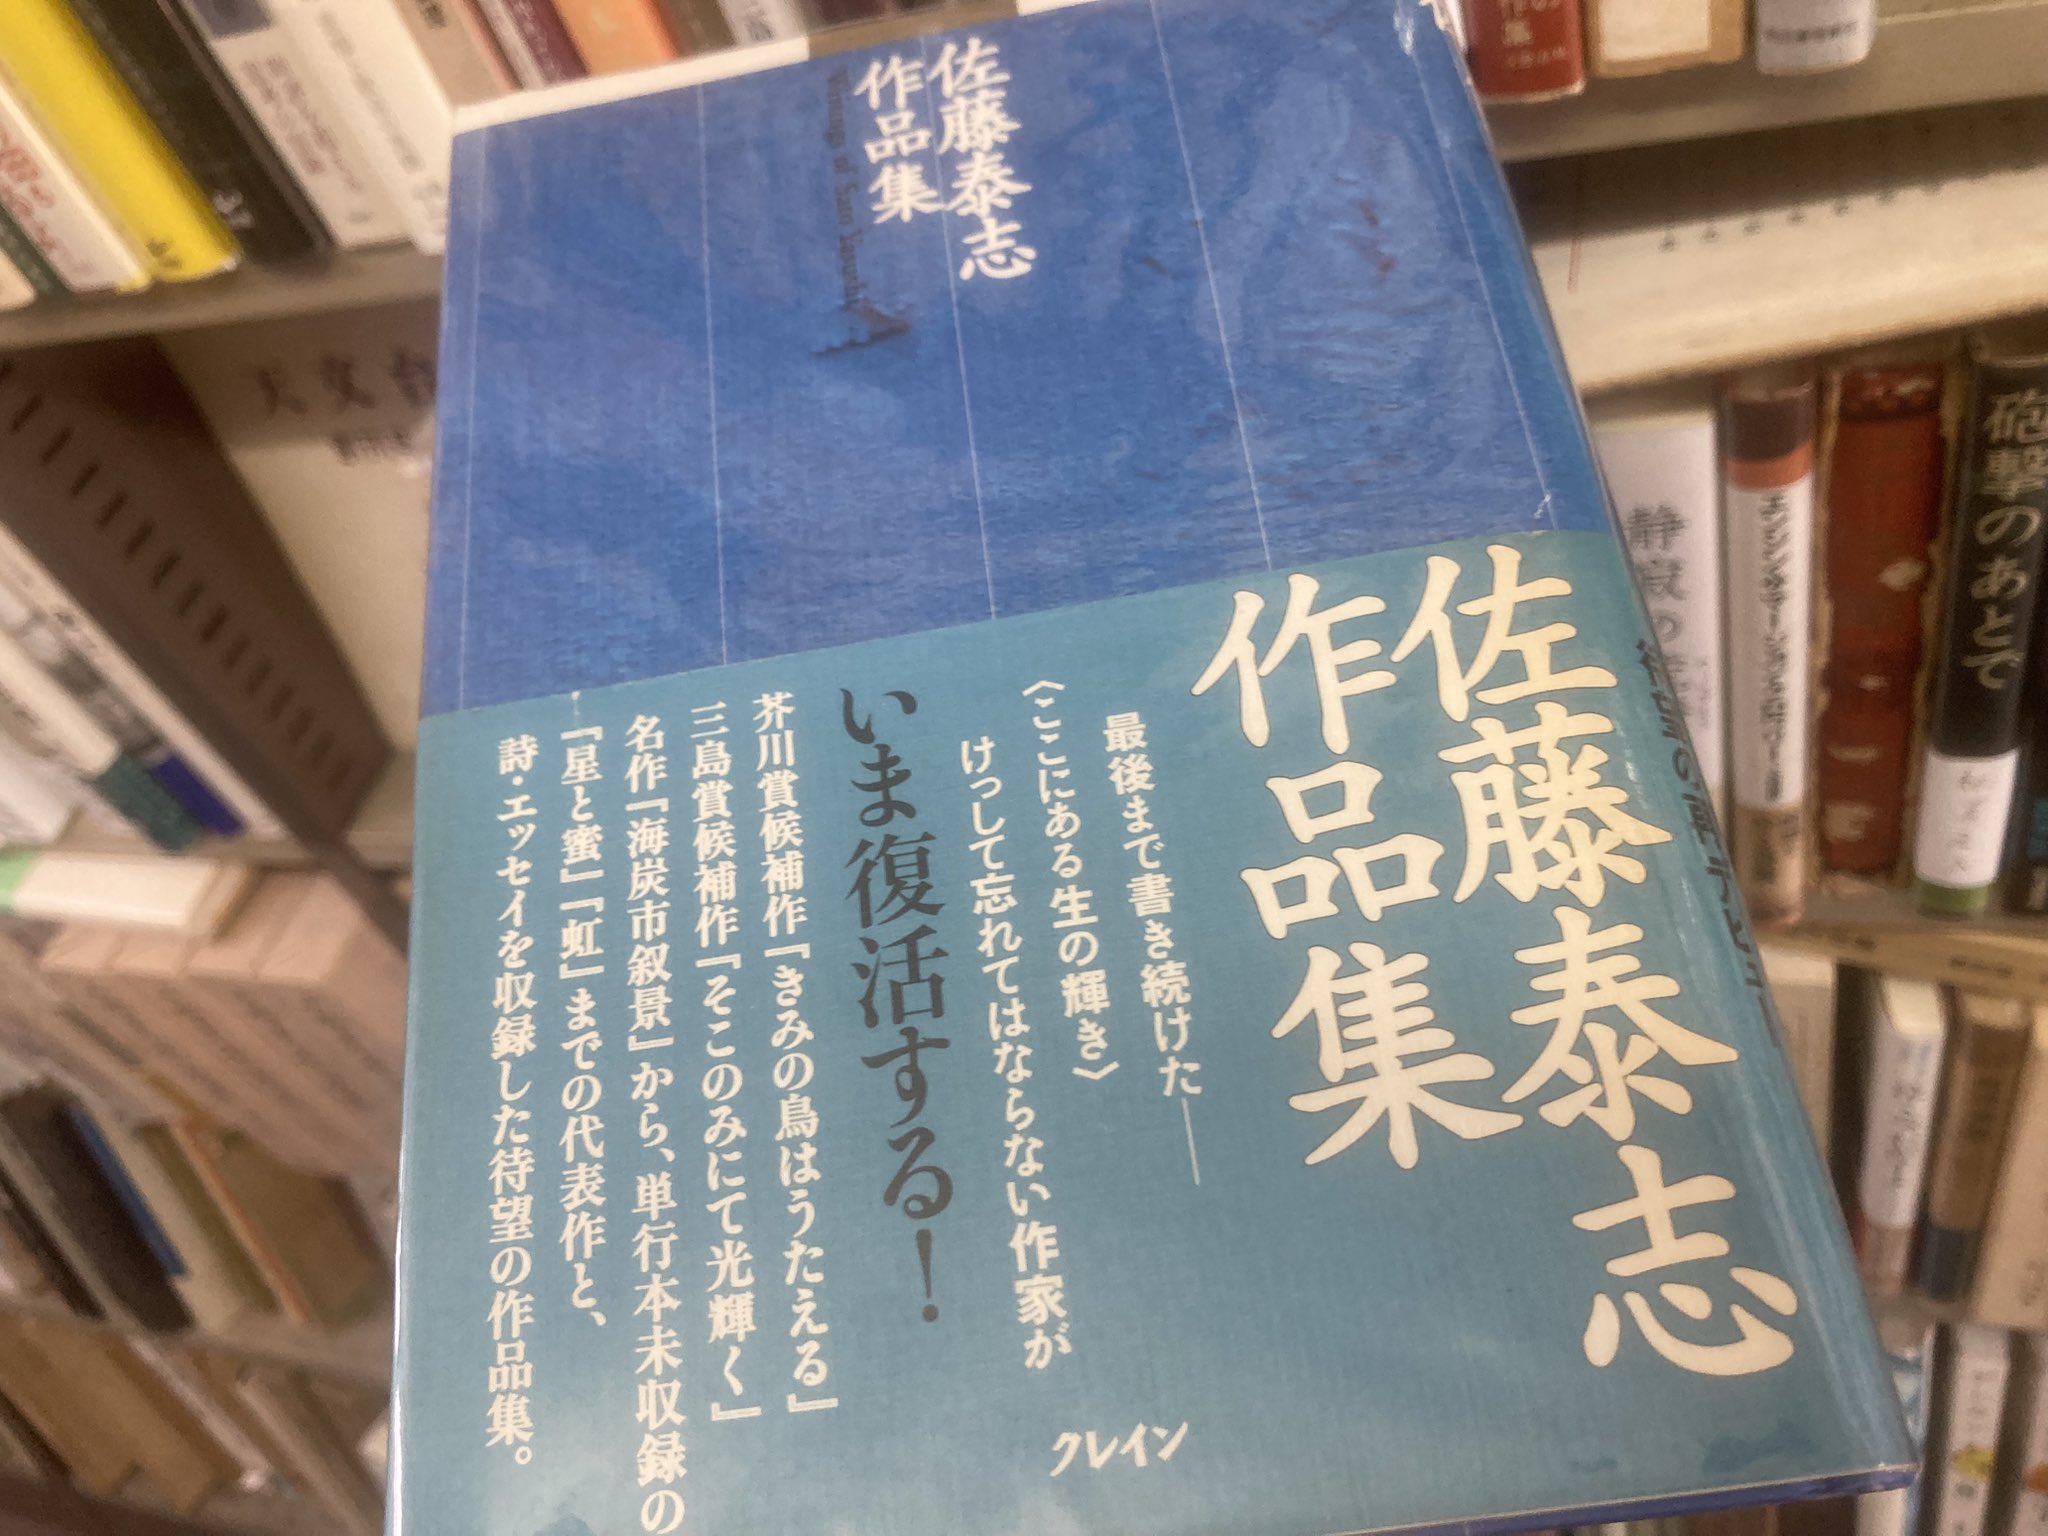 佐藤泰志
作品集
Writings of Sato Yasushi
佐藤泰志
作品集
最後まで書き続けた――
〈ここにある生の輝き〉
けっして忘れてはならない作家が
いま復活する!
芥川賞候補作『きみの鳥はうたえる』
三島賞候補作『そこのみにて光輝く』
名作『海炭市叙景』から、単行本未収録の
「星と蜜」「虹」までの代表作と、
詩・エッセイを収録した待望の作品集。
クレイン
砲撃のあとで
静寂の
天文台